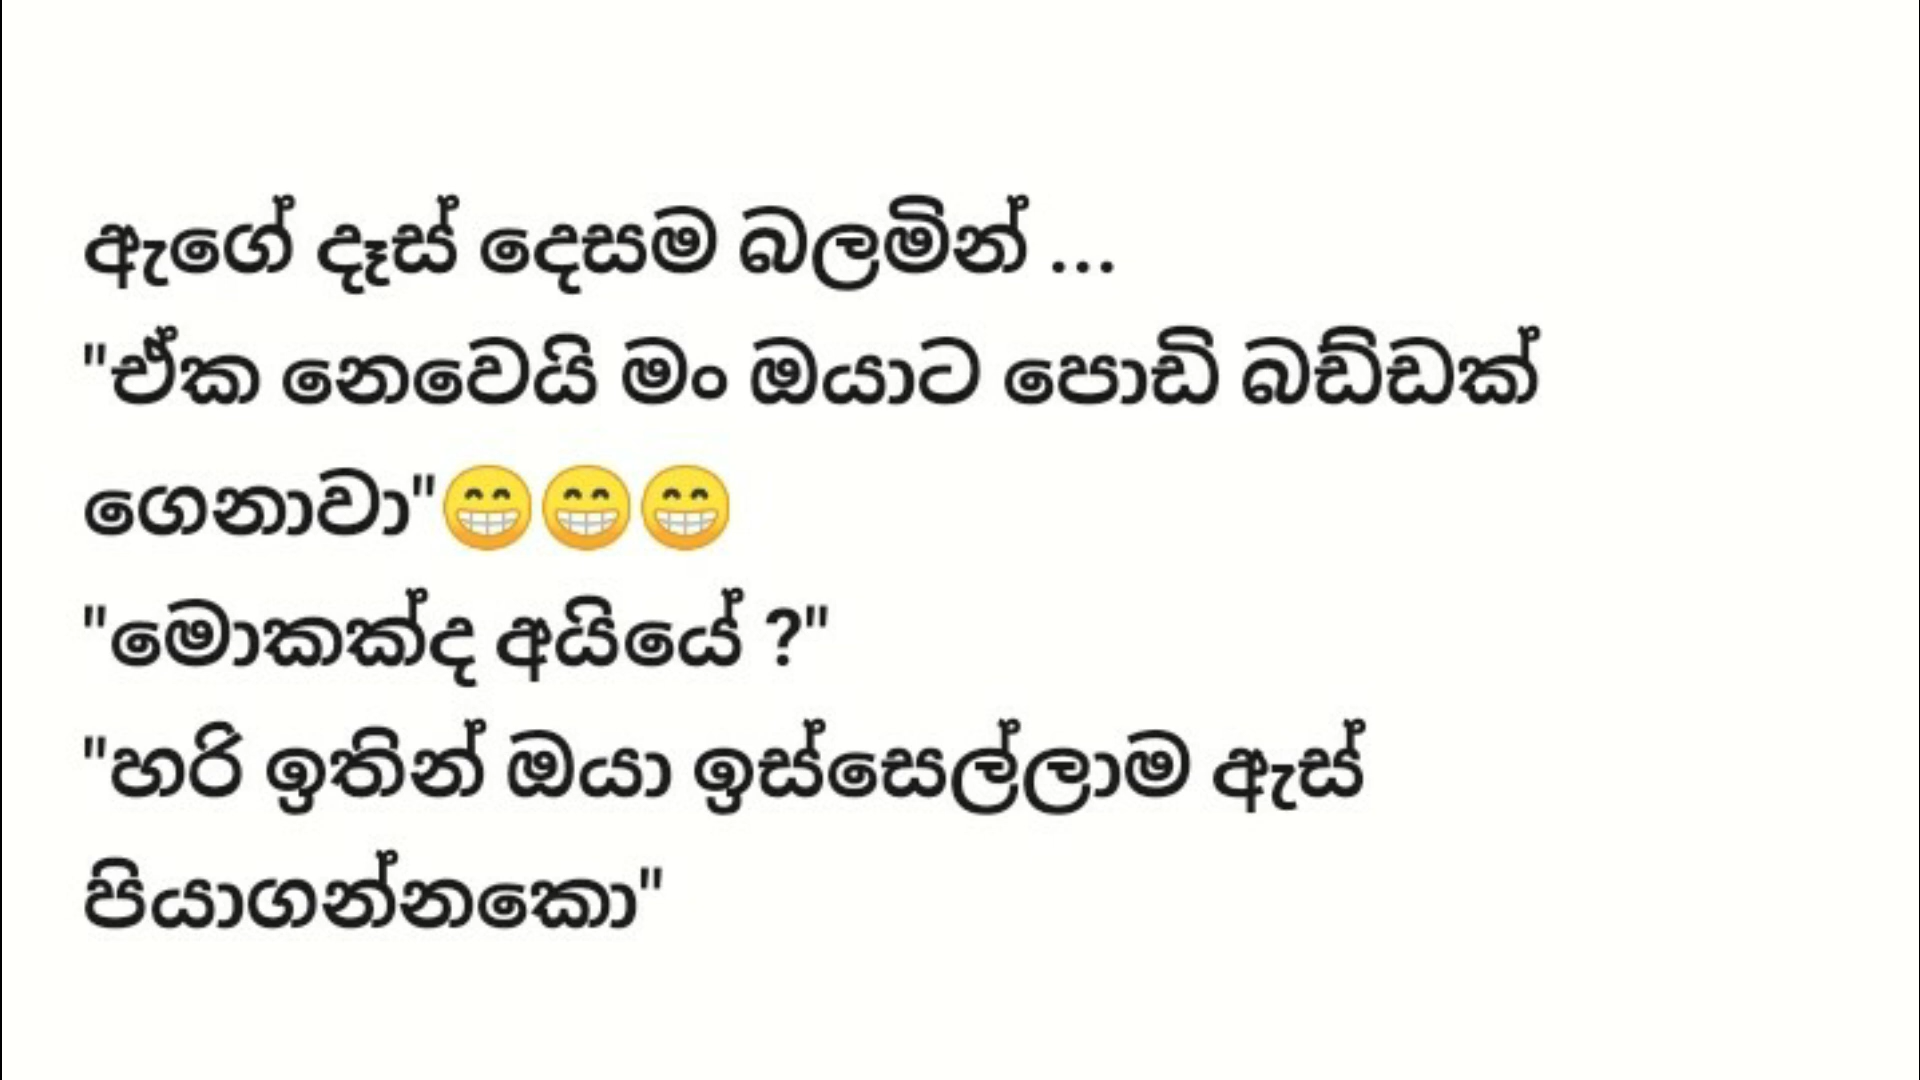 ඇගේ දෑස් දෙසම බලමින් ...
"ඒක නෙවෙයි මං ඔයාට පොඩි බඩ්ඩක්
ගෙනාවා"😁😁😁
"මොකක්ද අයියේ ?"
"හරි ඉතින් ඔයා ඉස්සෙල්ලාම ඇස්
පියාගන්නකො"